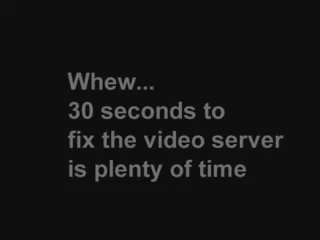 Whew...
30 seconds to
fix the video server
is plenty of time